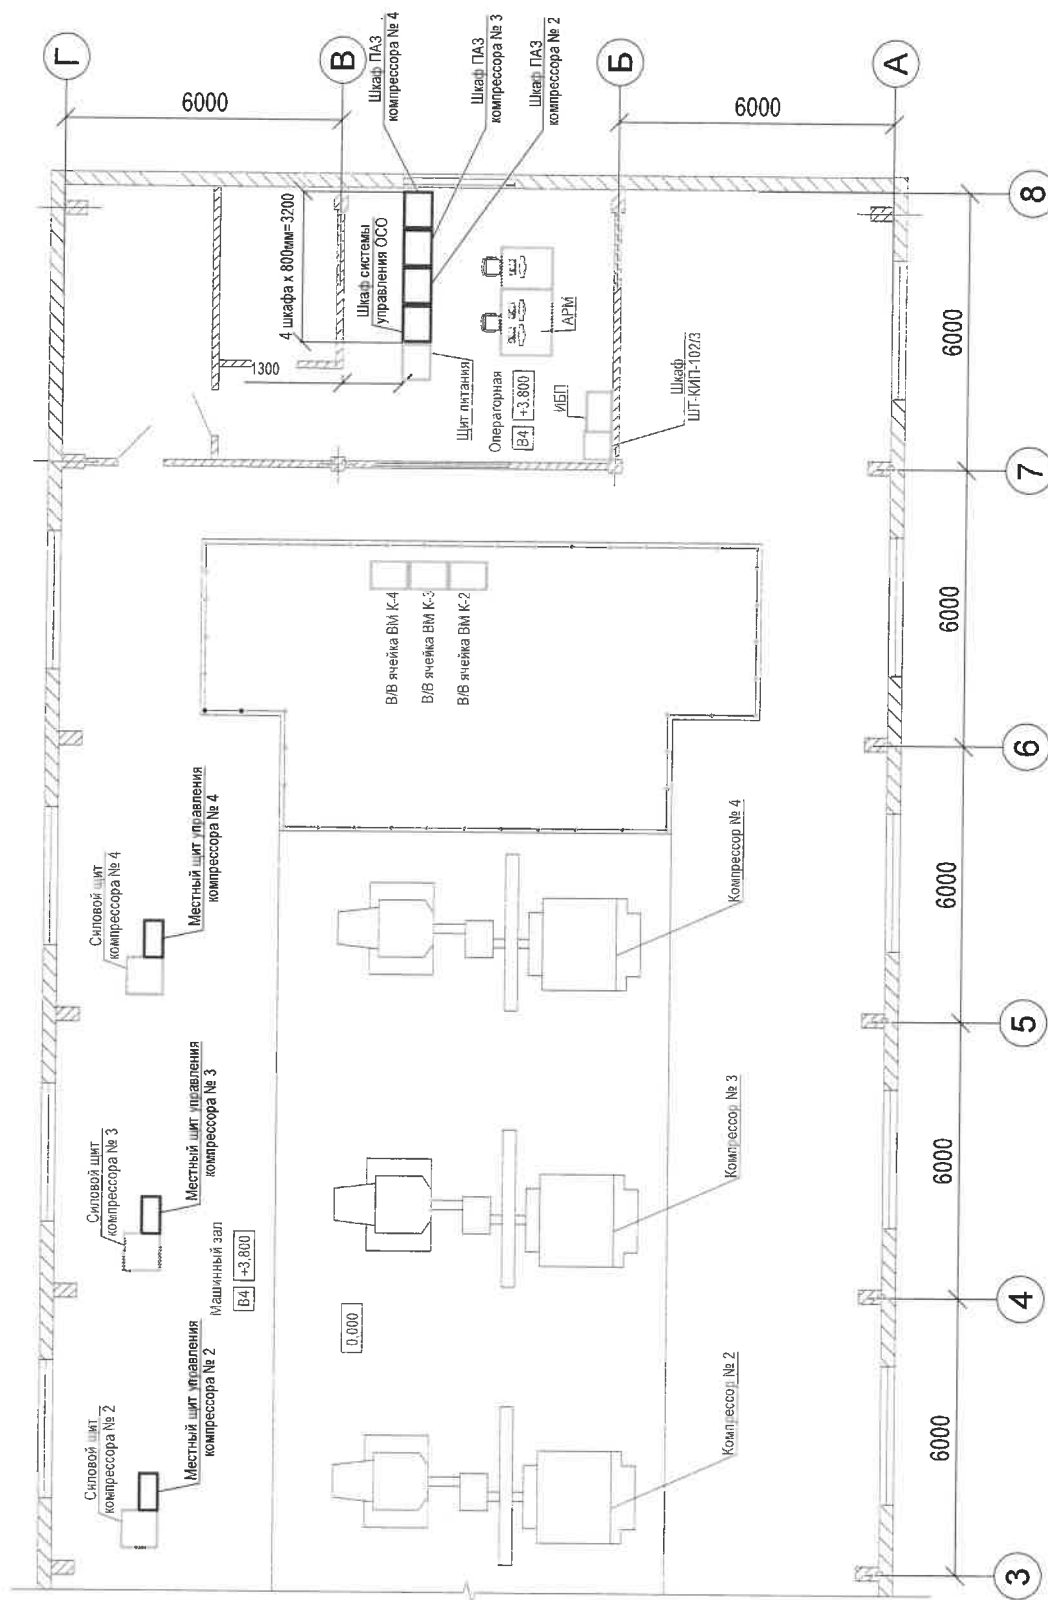 Г
В
Б
А
6000
6000
Шкаф ПАЗ
компрессора № 4
Шкаф ПАЗ
компрессора № 3
Шкаф ПАЗ
компрессора № 2
4 шкафа х 800мм=3200
Шкаф системы
управления ОСО
1300
Щит питания
Операторная
В4 +3.800
АРМ
ИБП
Шкаф
ШТ-КИП-102/3
В/В ячейка ВМ К-4
В/В ячейка ВМ К-3
В/В ячейка ВМ К-2
Силовой щит
компрессора № 4
Местный щит управления
компрессора № 4
Силовой щит
компрессора № 3
Местный щит управления
компрессора № 3
Силовой щит
компрессора № 2
Местный щит управления
компрессора № 2
Машинный зал
В4 +3,800
0.000
Компрессор № 4
Компрессор № 3
Компрессор № 2
6000
6000
6000
6000
6000
8
7
6
5
4
3